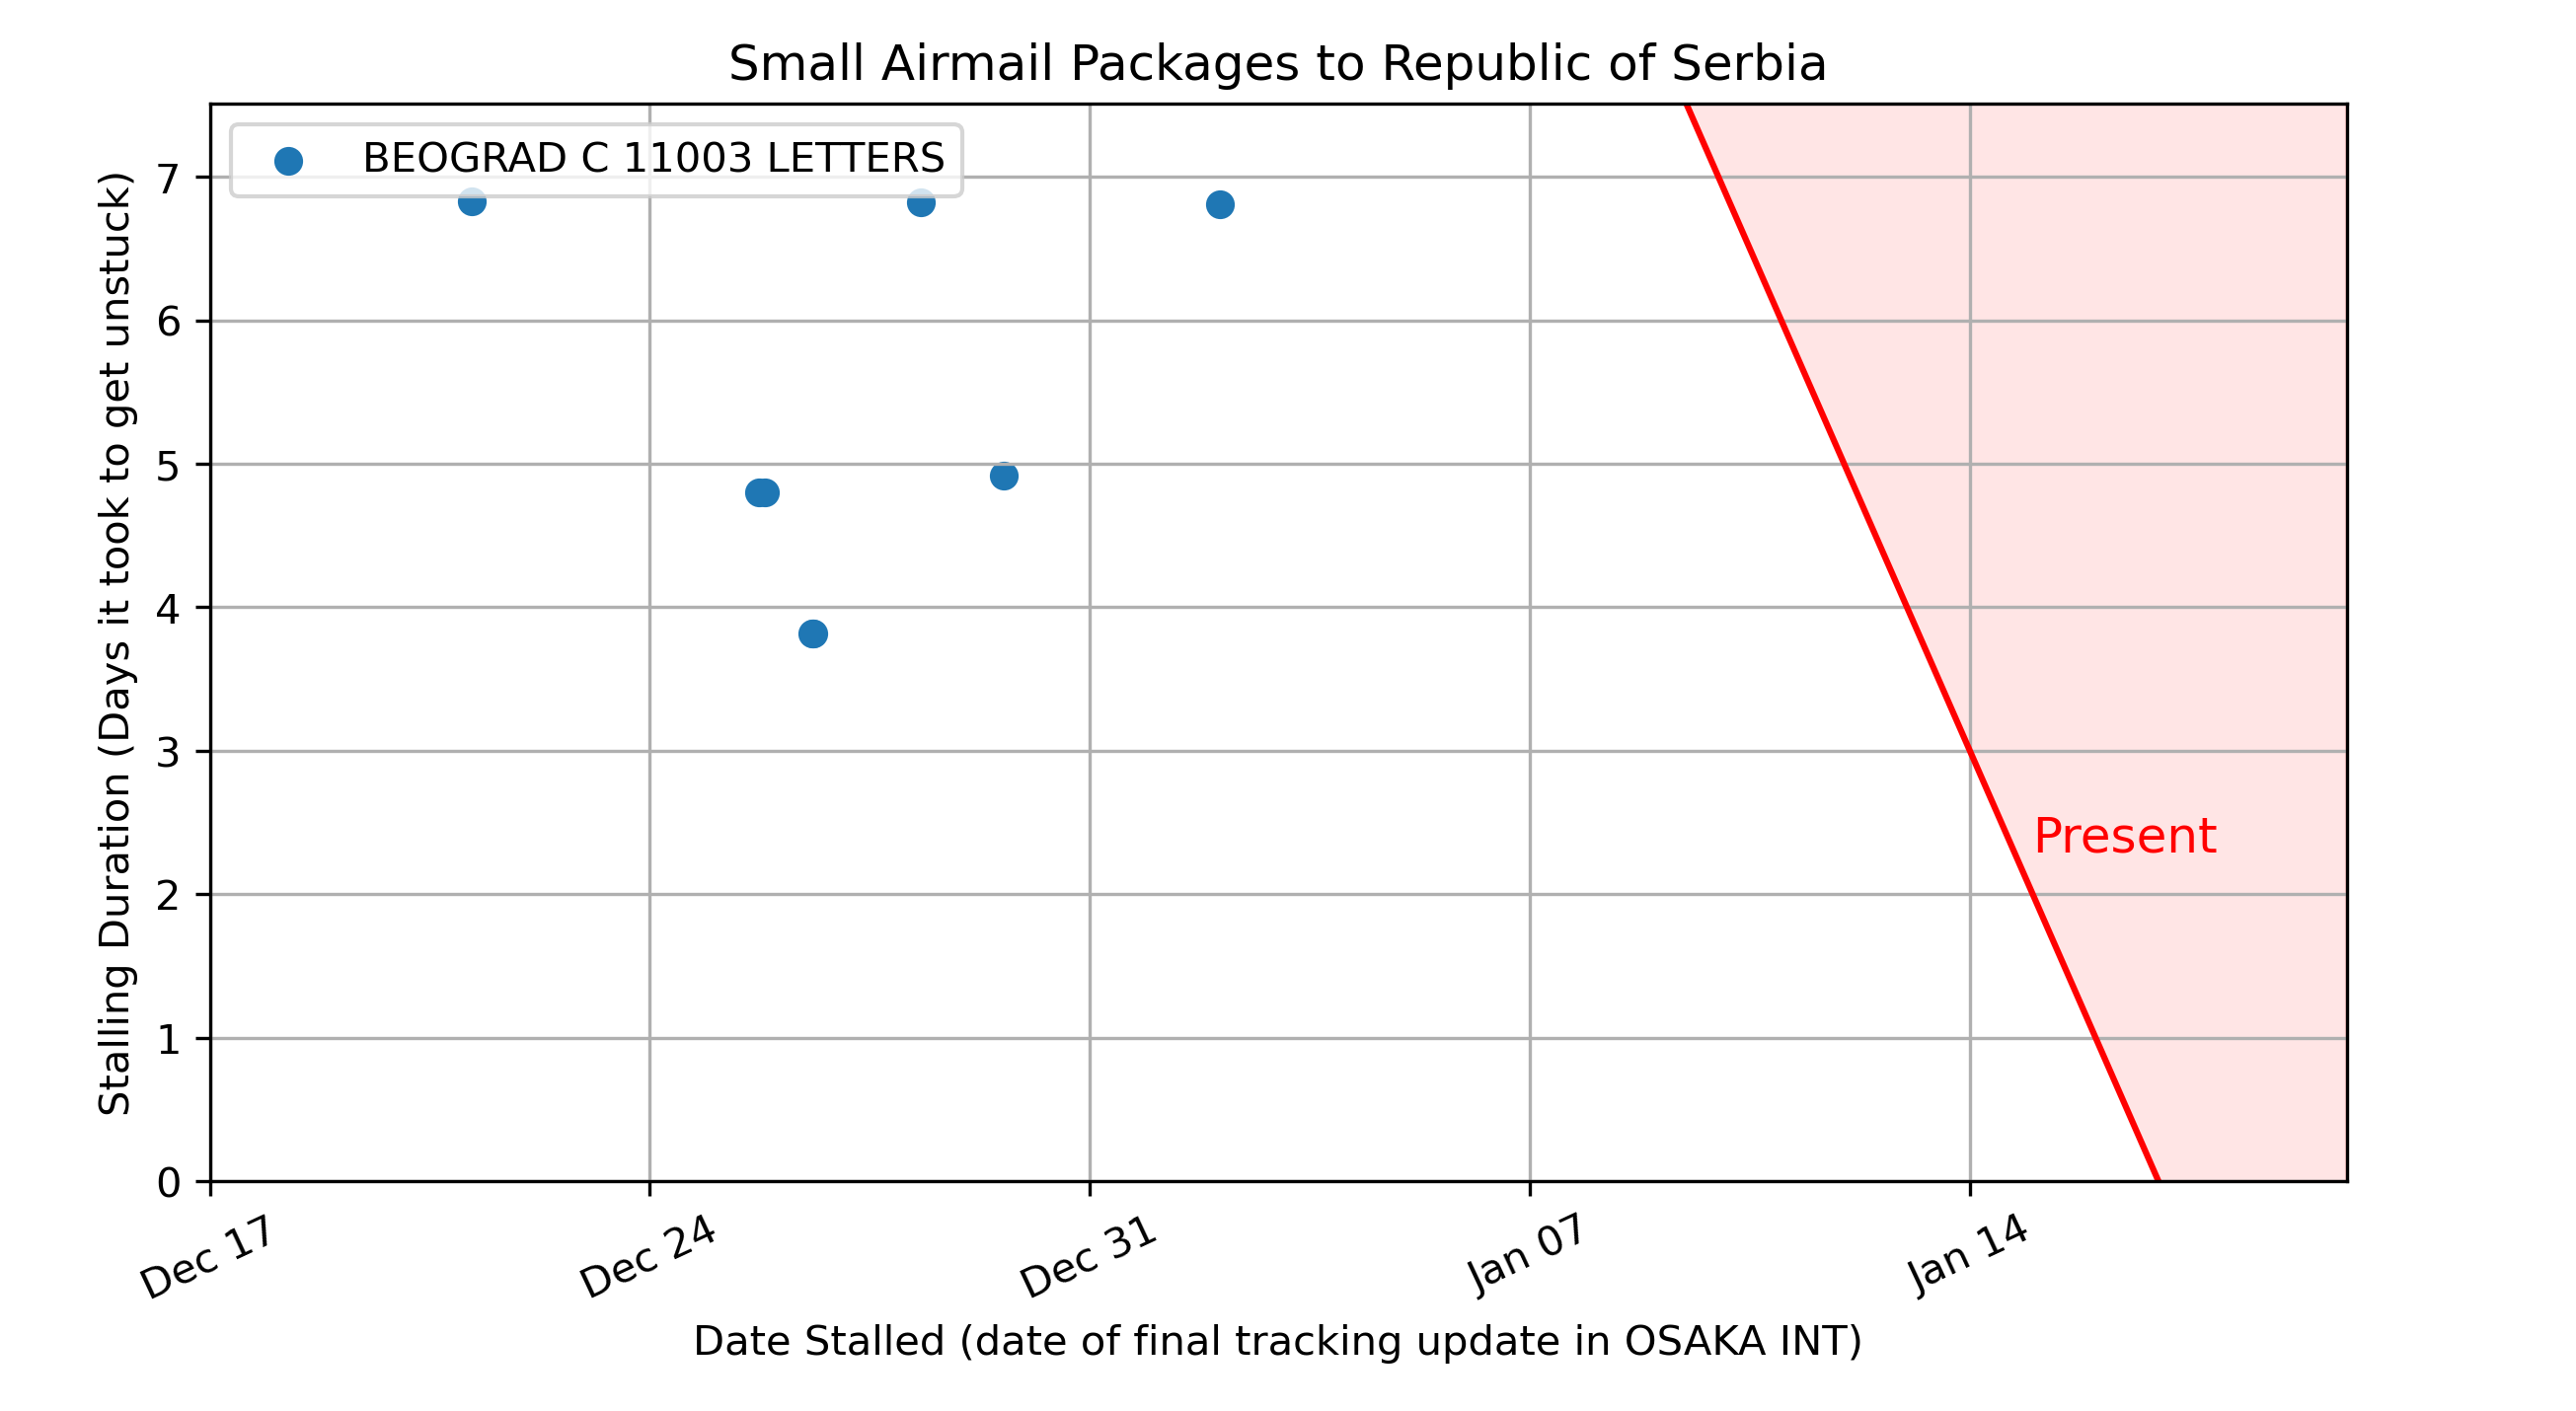 Small Airmail Packages to Republic of Serbia
BEOGRAD C 11003 LETTERS
Stalling Duration (Days it took to get unstuck)
7
6
5
4
3
2
1
0
Present
Dec 17
Dec 24
Dec 31
Jan 07
Jan 14
Date Stalled (date of final tracking update in OSAKA INT)